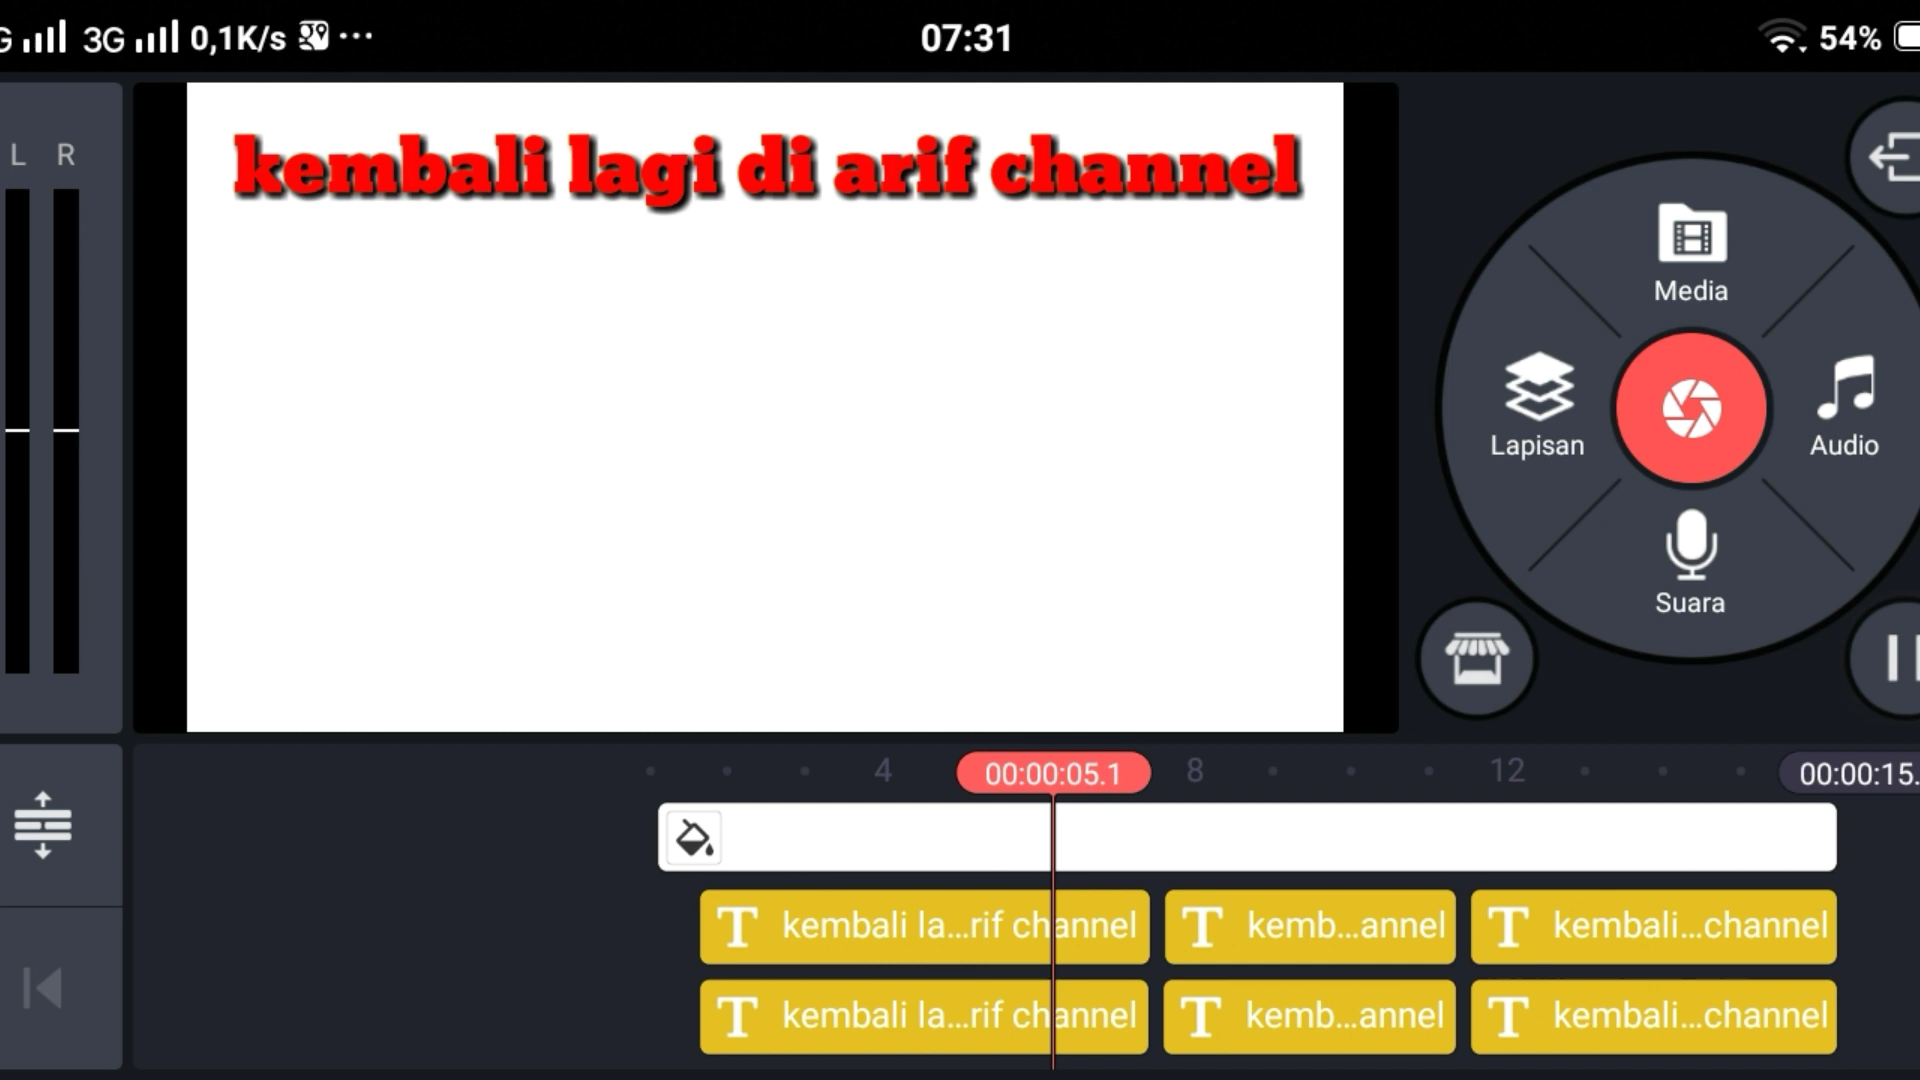 G 3G 0,1K/s ... 07:31 54%
L R
kembali lagi di arif channel
Media
Lapisan
Audio
Suara
4 00:00:05.1 8 12 00:00:15.
T kembali la...rif channel T kemb...annel T kembali...channel
T kembali la...rif channel T kemb...annel T kembali...channel